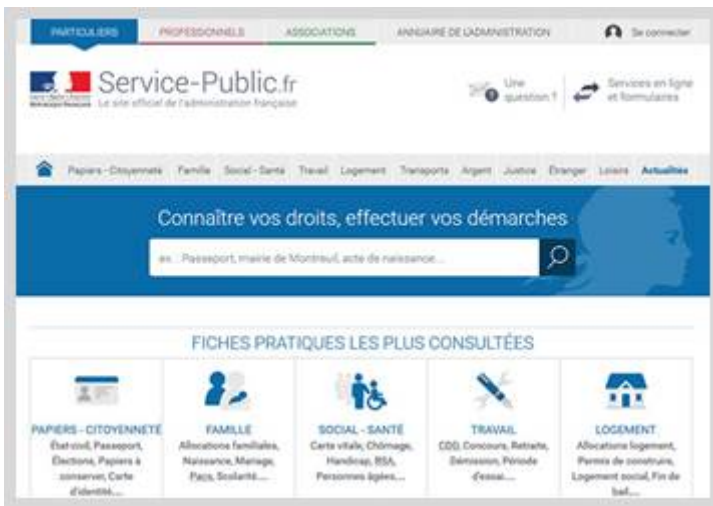 PARTICULIERS PROFESSIONNELS ASSOCIATIONS ANNUAIRE DE L'ADMINISTRATION Se connecter
Service-Public.fr
Le site officiel de l'administration française
Une question ?
Services en ligne et formulaires
Papiers - Citoyenneté Famille Social - Santé Travail Logement Transports Argent Justice Étranger Loisirs Actualités
Connaître vos droits, effectuer vos démarches
ex. : Passeport, mairie de Montreuil, acte de naissance...
FICHES PRATIQUES LES PLUS CONSULTÉES
PAPIERS - CITOYENNETÉ
État civil, Passeport,
Élections, Papiers à
conserver, Carte
d'identité,...
FAMILLE
Allocations familiales,
Naissance, Mariage,
Pacs, Scolarité,...
SOCIAL - SANTÉ
Carte vitale, Chômage,
Handicap, RSA,
Personnes âgées,...
TRAVAIL
CDD, Concours, Retraite,
Démission, Période
d'essai,...
LOGEMENT
Allocations logement,
Permis de construire,
Logement social, Fin de
bail,...